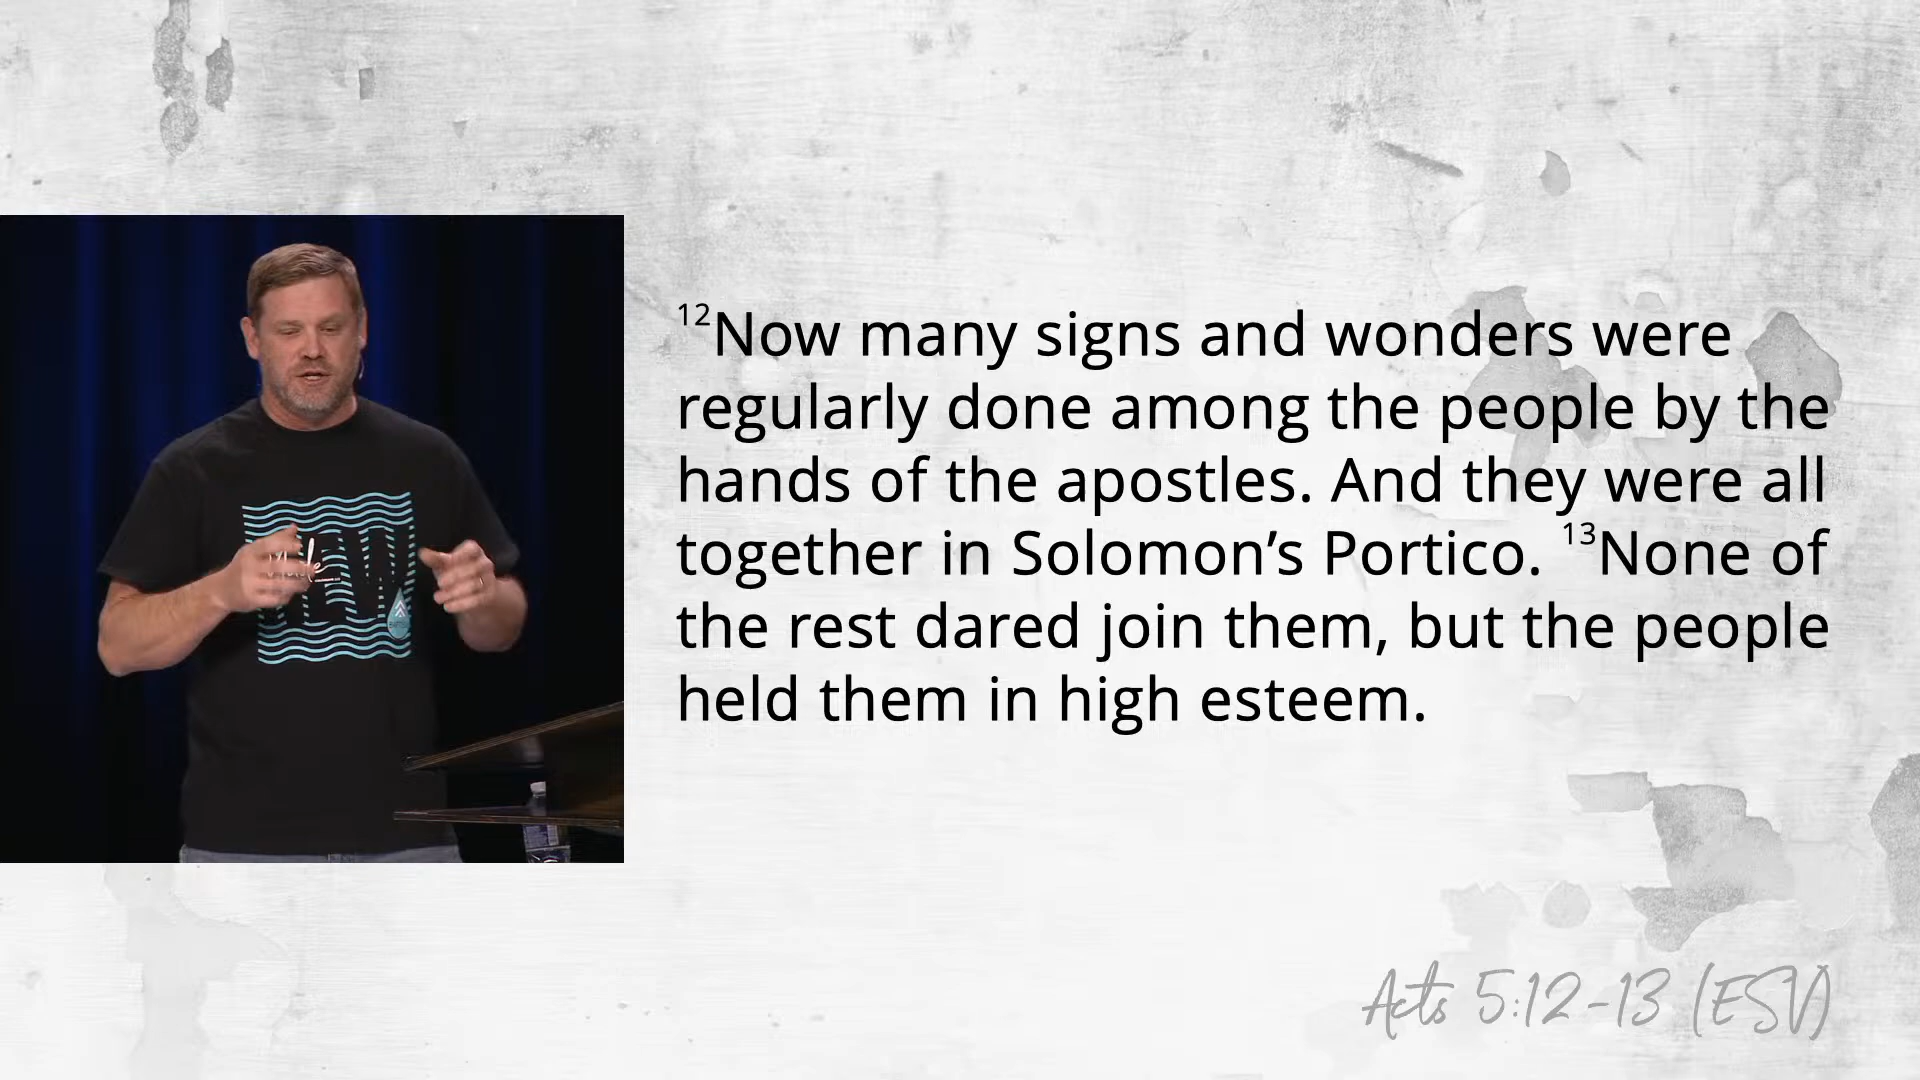 made
NEW
¹²Now many signs and wonders were
regularly done among the people by the
hands of the apostles. And they were all
together in Solomon’s Portico. ¹³None of
the rest dared join them, but the people
held them in high esteem.
Acts 5:12-13 (ESV)